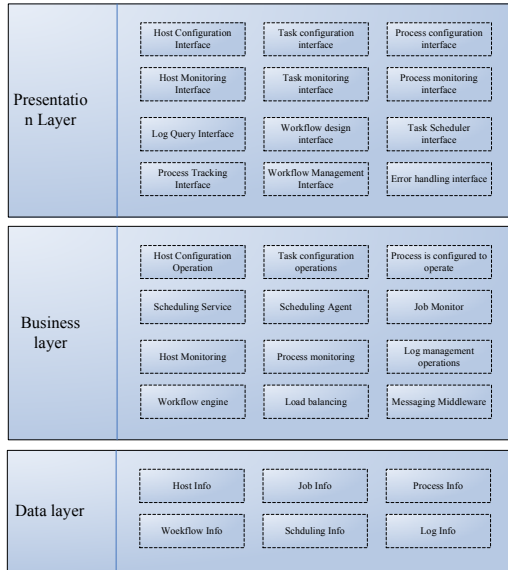 Presentatio
n Layer
Host Configuration
Interface
Task configuration
interface
Process configuration
interface
Host Monitoring
Interface
Task monitoring
interface
Process monitoring
interface
Log Query Interface
Workflow design
interface
Task Scheduler
interface
Process Tracking
Interface
Workflow Management
Interface
Error handling interface
Business
layer
Host Configuration
Operation
Task configuration
operations
Process is configured to
operate
Scheduling Service
Scheduling Agent
Job Monitor
Host Monitoring
Process monitoring
Log management
operations
Workflow engine
Load balancing
Messaging Middleware
Data layer
Host Info
Job Info
Process Info
Woekflow Info
Schduling Info
Log Info